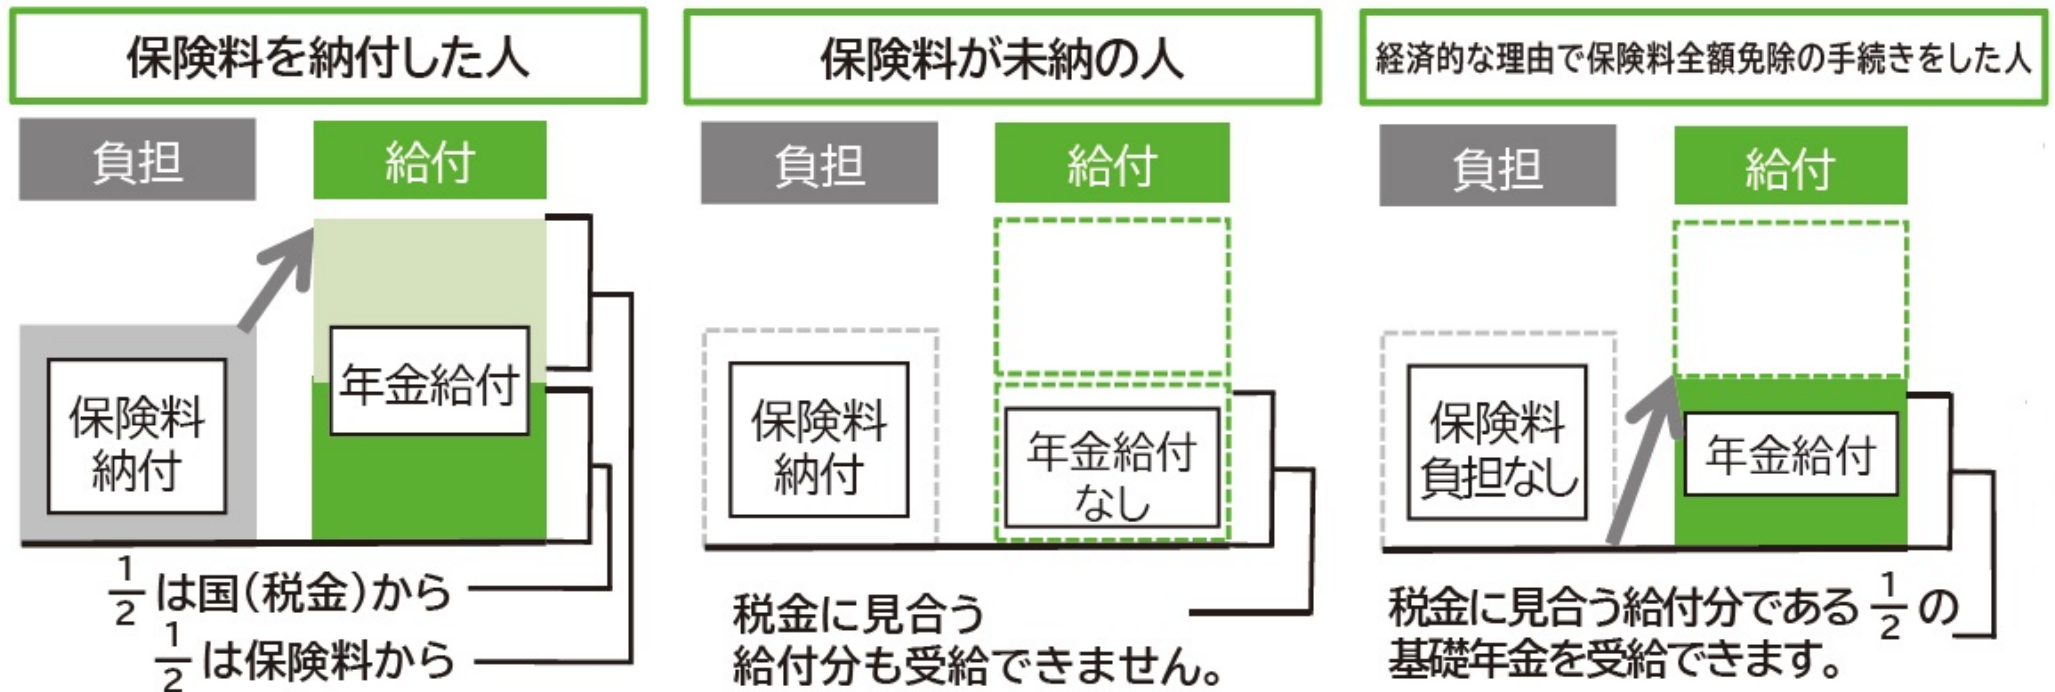 保険料を納付した人
負担
給付
保険料
納付
年金給付
1/2は国(税金)から
1/2は保険料から
保険料が未納の人
負担
給付
保険料
納付
年金給付
なし
税金に見合う
給付分も受給できません。
経済的な理由で保険料全額免除の手続きをした人
負担
給付
保険料
負担なし
年金給付
税金に見合う給付分である1/2の
基礎年金を受給できます。